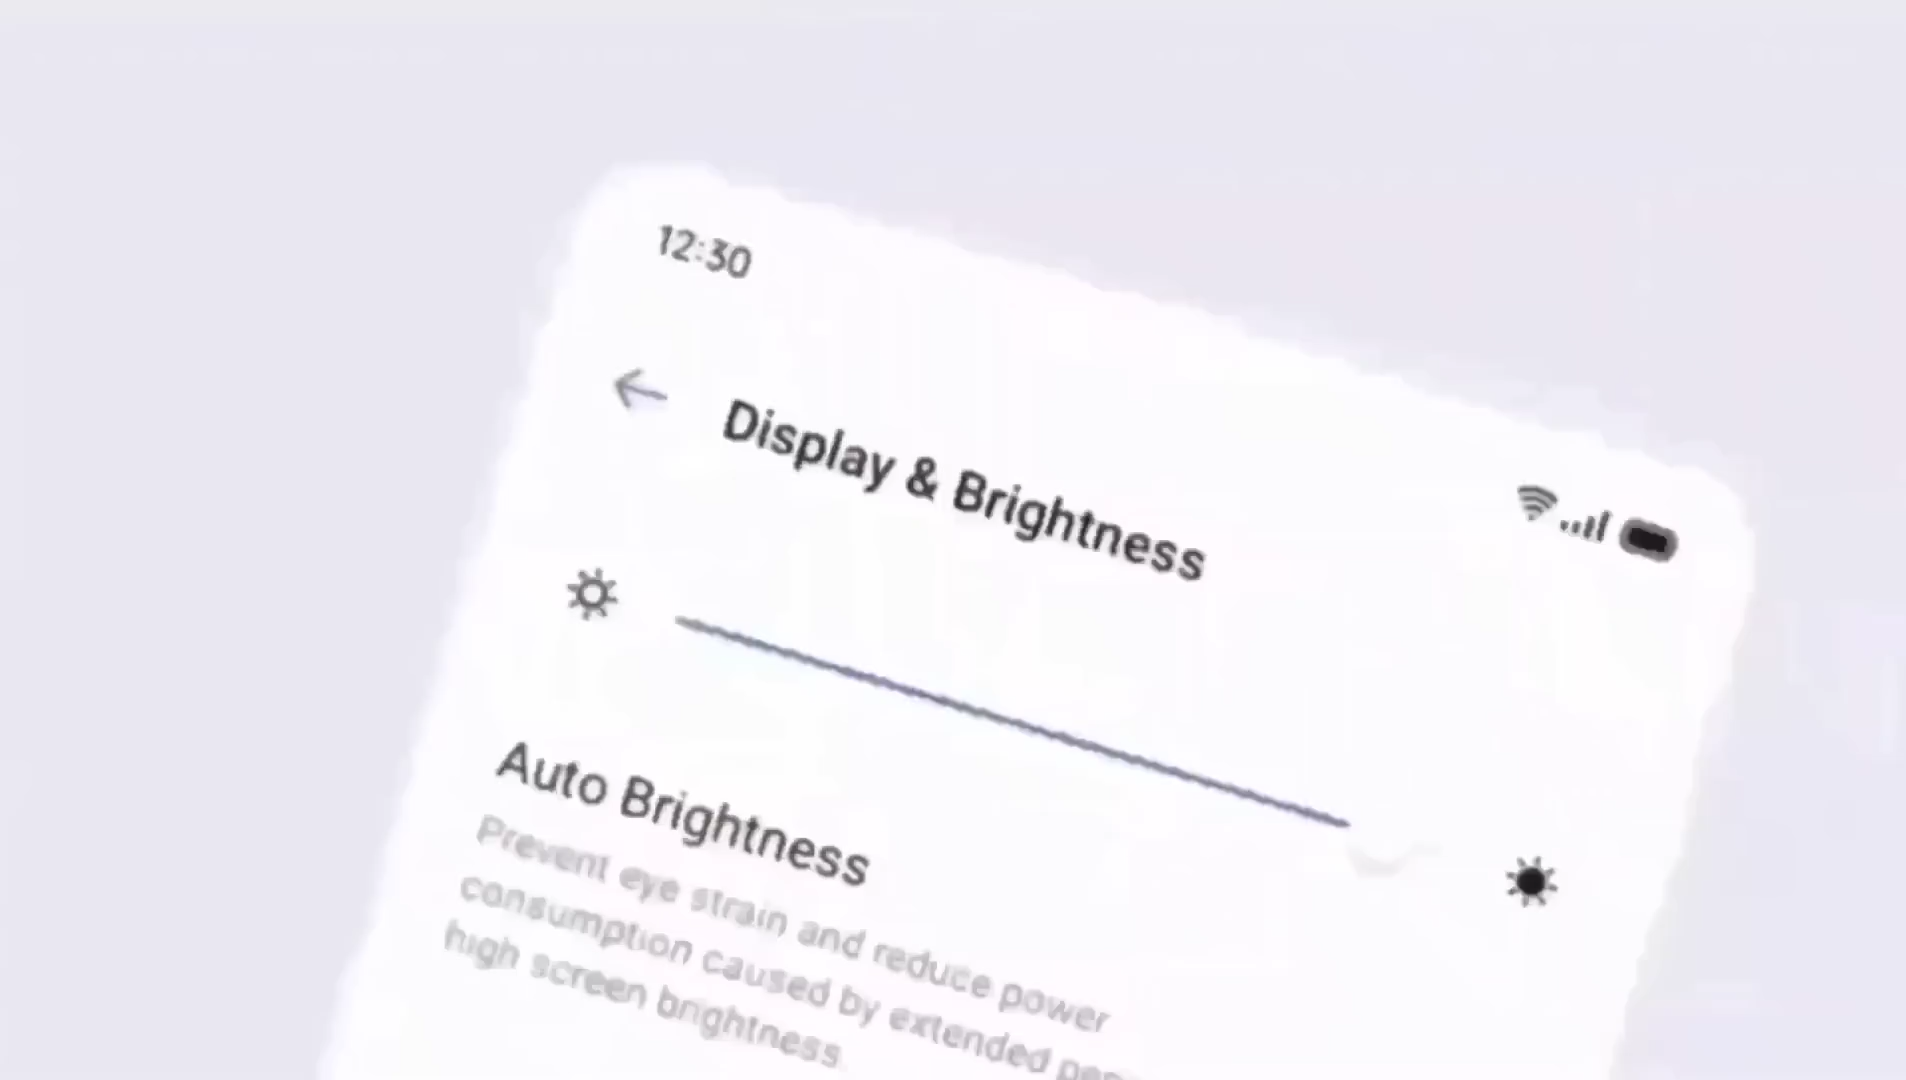 12:30
Display & Brightness
Auto Brightness
Prevent eye strain and reduce power
consumption caused by extended
high screen brightness.